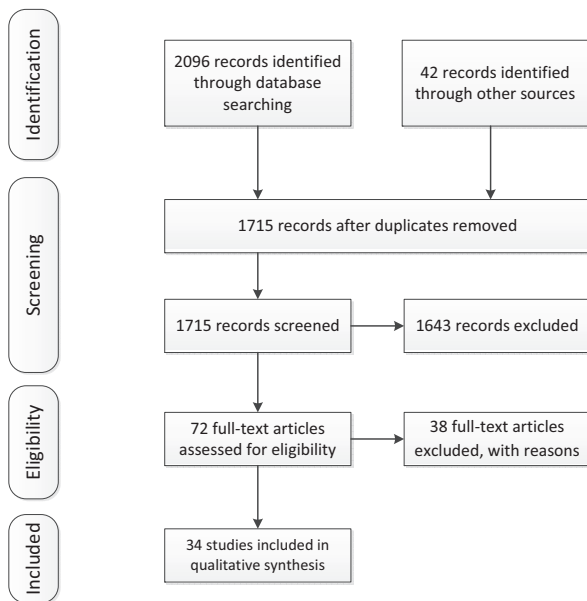 Identification
2096 records identified
through database
searching
42 records identified
through other sources
Screening
1715 records after duplicates removed
1715 records screened
1643 records excluded
Eligibility
72 full-text articles
assessed for eligibility
38 full-text articles
excluded, with reasons
Included
34 studies included in
qualitative synthesis